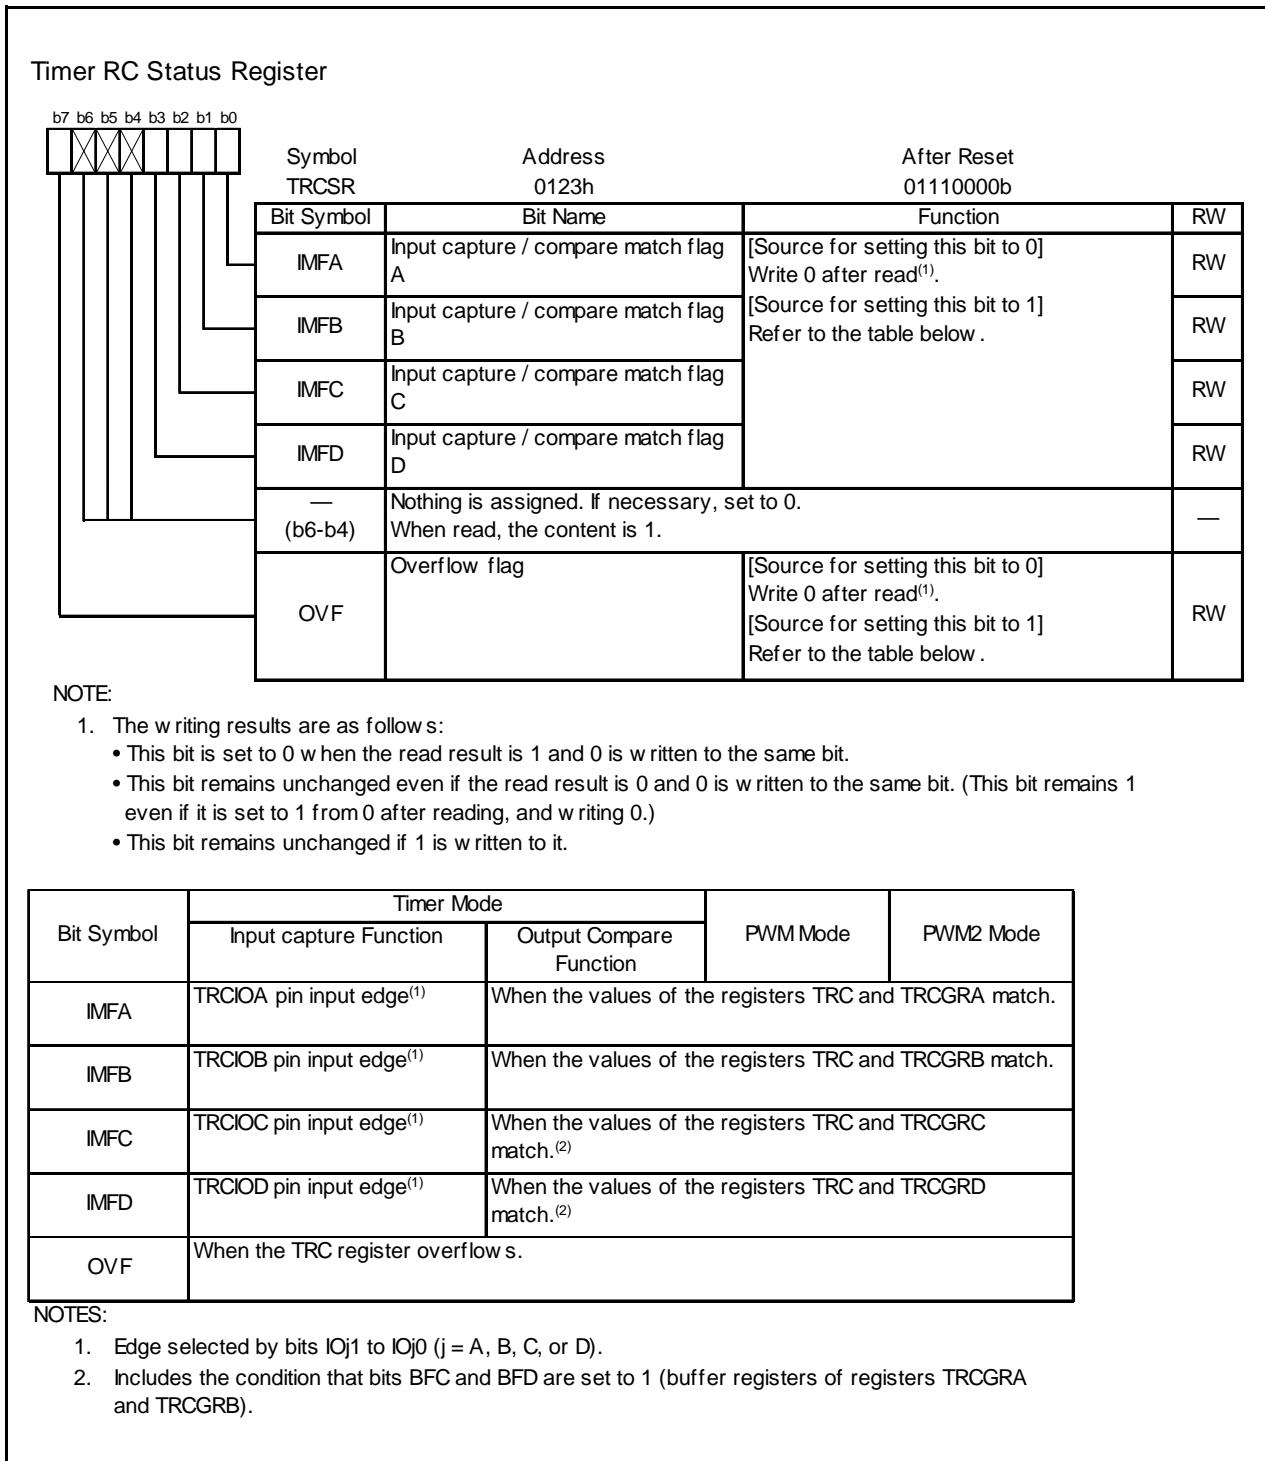 Timer RC Status Register
b7 b6 b5 b4 b3 b2 b1 b0
Symbol Address After Reset
TRCSR 0123h 01110000b
Bit Symbol Bit Name Function RW
IMFA Input capture / compare match flag A [Source for setting this bit to 0] RW
Write 0 after read(1).
[Source for setting this bit to 1]
Refer to the table below.
IMFB Input capture / compare match flag B RW
IMFC Input capture / compare match flag C RW
IMFD Input capture / compare match flag D RW
— (b6-b4) Nothing is assigned. If necessary, set to 0. —
When read, the content is 1.
OVF Overflow flag [Source for setting this bit to 0] RW
Write 0 after read(1).
[Source for setting this bit to 1]
Refer to the table below.
NOTE:
1. The writing results are as follows:
• This bit is set to 0 when the read result is 1 and 0 is written to the same bit.
• This bit remains unchanged even if the read result is 0 and 0 is written to the same bit. (This bit remains 1
even if it is set to 1 from 0 after reading, and writing 0.)
• This bit remains unchanged if 1 is written to it.
Bit Symbol Timer Mode PWM Mode PWM2 Mode
Input capture Function Output Compare
Function
IMFA TRCIOA pin input edge(1) When the values of the registers TRC and TRCGRA match.
IMFB TRCIOB pin input edge(1) When the values of the registers TRC and TRCGRB match.
IMFC TRCIOC pin input edge(1) When the values of the registers TRC and TRCGRC
match.(2)
IMFD TRCIOD pin input edge(1) When the values of the registers TRC and TRCGRD
match.(2)
OVF When the TRC register overflows.
NOTES:
1. Edge selected by bits IOj1 to IOj0 (j = A, B, C, or D).
2. Includes the condition that bits BFC and BFD are set to 1 (buffer registers of registers TRCGRA
and TRCGRB).